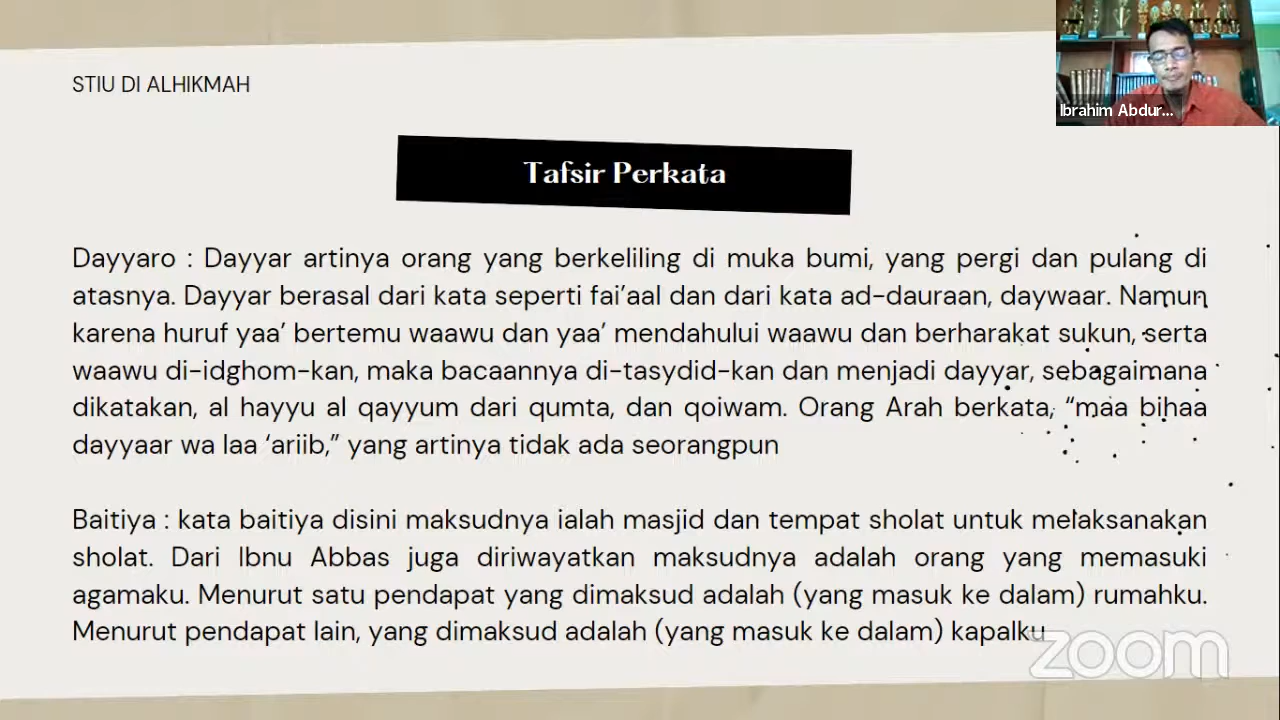 STIU DI ALHIKMAH
Ibrahim Abdur...
Tafsir Perkata
Dayyaro : Dayyar artinya orang yang berkeliling di muka bumi, yang pergi dan pulang di
atasnya. Dayyar berasal dari kata seperti fai’aal dan dari kata ad-dauraan, daywaar. Namun
karena huruf yaa’ bertemu waawu dan yaa’ mendahului waawu dan berharakat sukun, serta
waawu di-idghom-kan, maka bacaannya di-tasydid-kan dan menjadi dayyar, sebagaimana
dikatakan, al hayyu al qayyum dari qumta, dan qoiwam. Orang Arah berkata, “maa bihaa
dayyaar wa laa ‘ariib,” yang artinya tidak ada seorangpun
Baitiya : kata baitiya disini maksudnya ialah masjid dan tempat sholat untuk melaksanakan
sholat. Dari Ibnu Abbas juga diriwayatkan maksudnya adalah orang yang memasuki
agamaku. Menurut satu pendapat yang dimaksud adalah (yang masuk ke dalam) rumahku.
Menurut pendapat lain, yang dimaksud adalah (yang masuk ke dalam) kapalku
zoom